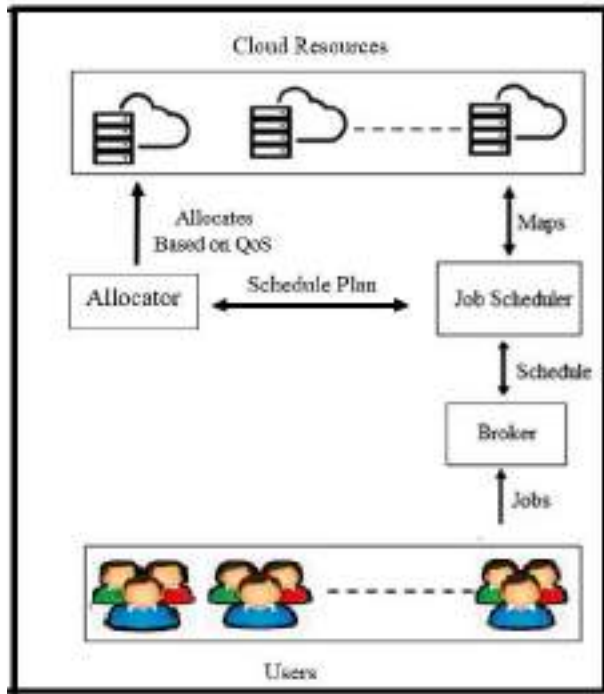 Cloud Resources
Allocates
Based on QoS
Maps
Allocator
Schedule Plan
Job Scheduler
Schedule
Broker
Jobs
Users